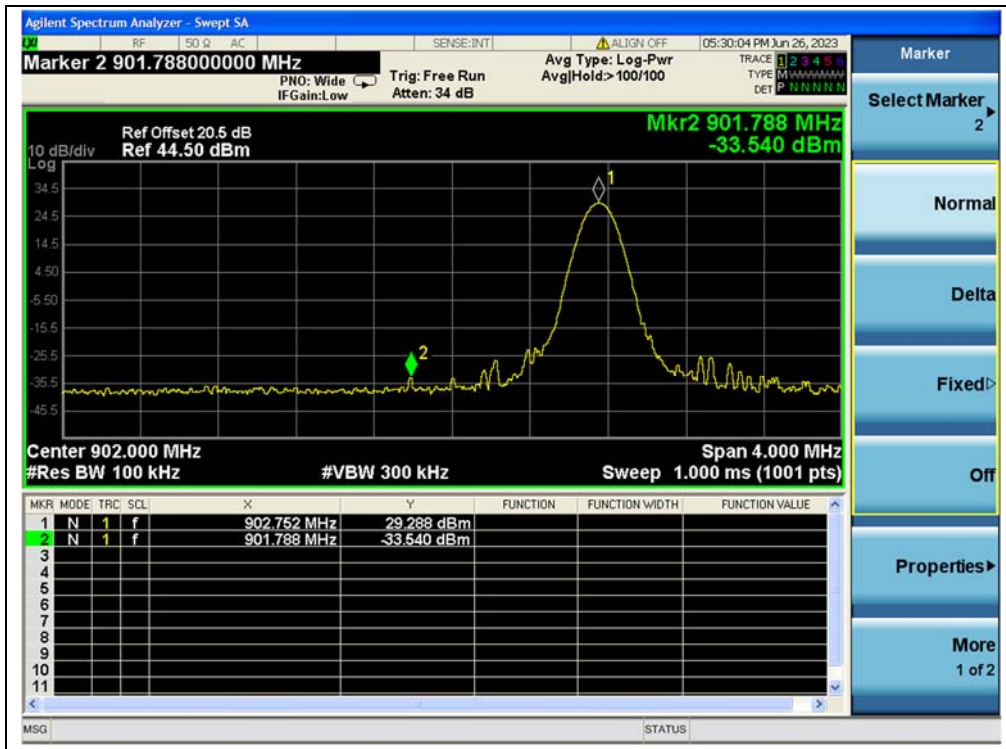 Agilent Spectrum Analyzer - Swept SA
LXI RF 50 Ω AC SENSE:INT ALIGN OFF 05:30:04 PM Jun 26, 2023
Marker 2 901.788000000 MHz
PNO: Wide
IFGain:Low
Trig: Free Run
Atten: 34 dB
Avg Type: Log-Pwr
Avg|Hold:> 100/100
TRACE 1 2 3 4 5 6
TYPE M
DET P N N N N N
Mkr2 901.788 MHz
-33.540 dBm
Ref Offset 20.5 dB
10 dB/div Ref 44.50 dBm
Log
34.5
24.5
14.5
4.50
-5.50
-15.5
-25.5
-35.5
-45.5
1
2
Center 902.000 MHz Span 4.000 MHz
#Res BW 100 kHz #VBW 300 kHz Sweep 1.000 ms (1001 pts)
MKR MODE TRC SCL X Y FUNCTION FUNCTION WIDTH FUNCTION VALUE
1 N 1 f 902.752 MHz 29.288 dBm
2 N 1 f 901.788 MHz -33.540 dBm
3
4
5
6
7
8
9
10
11
MSG STATUS
Marker
Select Marker
2
Normal
Delta
Fixed
Off
Properties
More
1 of 2